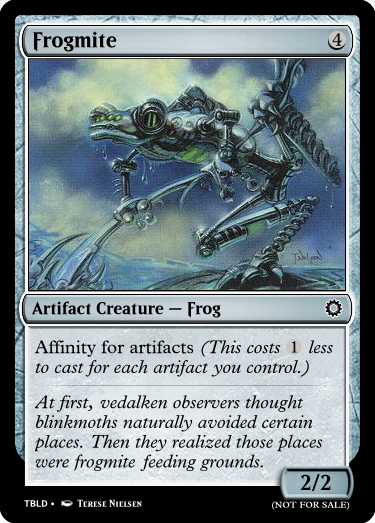 Frogmite 4
Artifact Creature — Frog
Affinity for artifacts (This costs 1 less
to cast for each artifact you control.)
At first, vedalken observers thought
blinkmoths naturally avoided certain
places. Then they realized those places
were frogmite feeding grounds.
2/2
TBLD • Terese Nielsen (NOT FOR SALE)